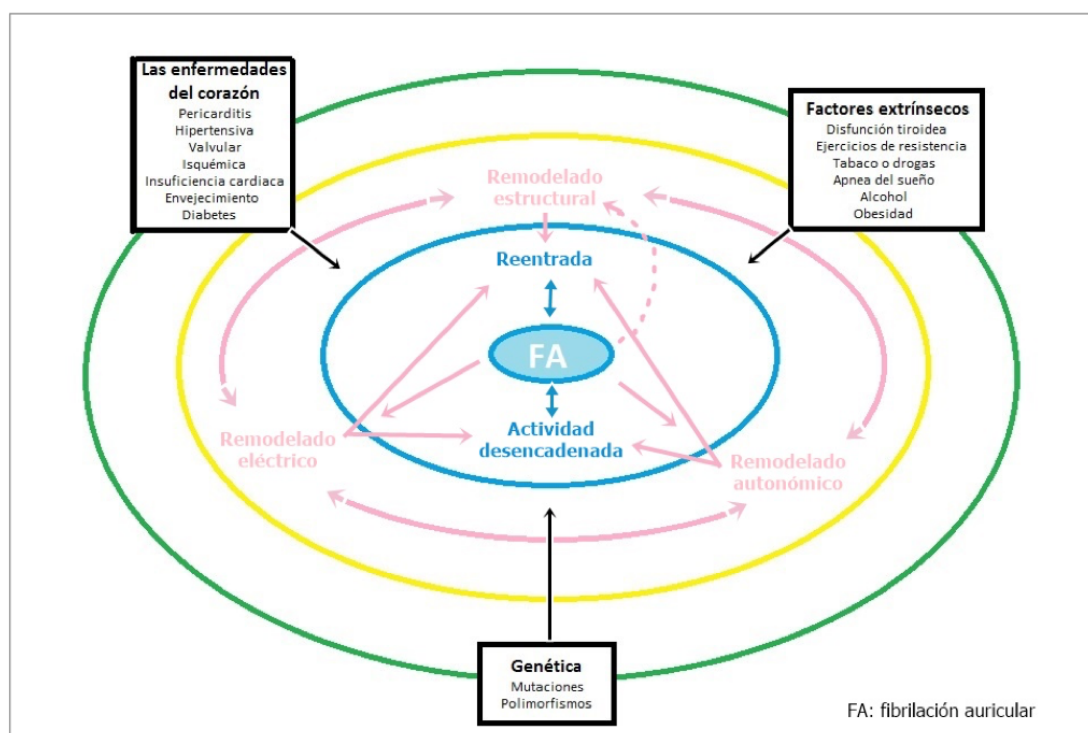 Las enfermedades
del corazón
Pericarditis
Hipertensiva
Valvular
Isquémica
Insuficiencia cardiaca
Envejecimiento
Diabetes
Factores extrínsecos
Disfunción tiroidea
Ejercicios de resistencia
Tabaco o drogas
Apnea del sueño
Alcohol
Obesidad
Remodelado
estructural
Reentrada
FA
Actividad
desencadenada
Remodelado
eléctrico
Remodelado
autonómico
Genética
Mutaciones
Polimorfismos
FA: fibrilación auricular